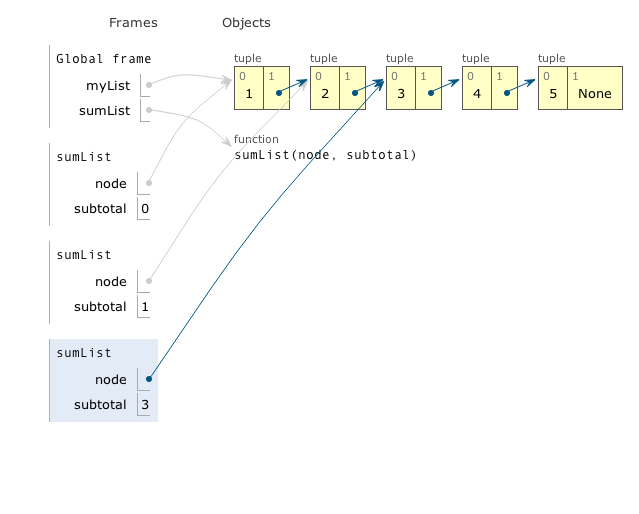 Frames Objects
Global frame
myList
sumList
tuple tuple tuple tuple tuple
0 1 0 1 0 1 0 1 0 1
1 2 3 4 5 None
function
sumList(node, subtotal)
sumList
node
subtotal 0
sumList
node
subtotal 1
sumList
node
subtotal 3